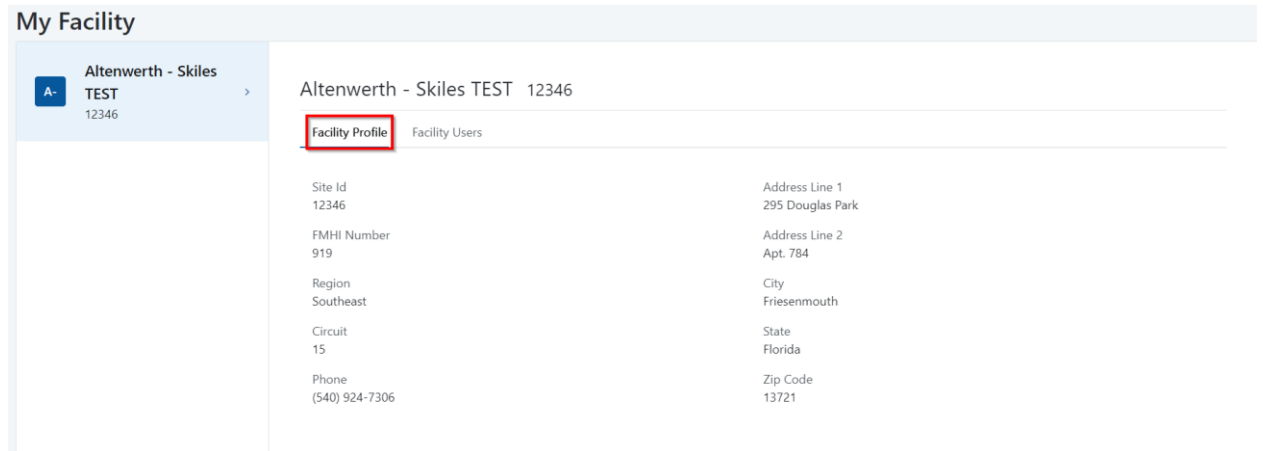 My Facility
A-
Altenwerth - Skiles
TEST
12346
Altenwerth - Skiles TEST 12346
Facility Profile Facility Users
Site Id
12346
FMHI Number
919
Region
Southeast
Circuit
15
Phone
(540) 924-7306
Address Line 1
295 Douglas Park
Address Line 2
Apt. 784
City
Friesenmouth
State
Florida
Zip Code
13721